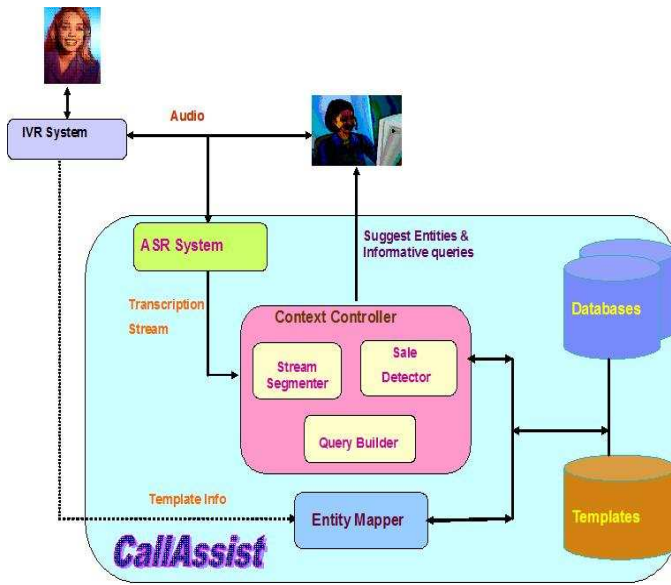 IVR System
Audio
ASR System
Suggest Entities &
Informative queries
Transcription
Stream
Context Controller
Stream
Segmenter
Sale
Detector
Query Builder
Databases
Template Info
Entity Mapper
Templates
CallAssist